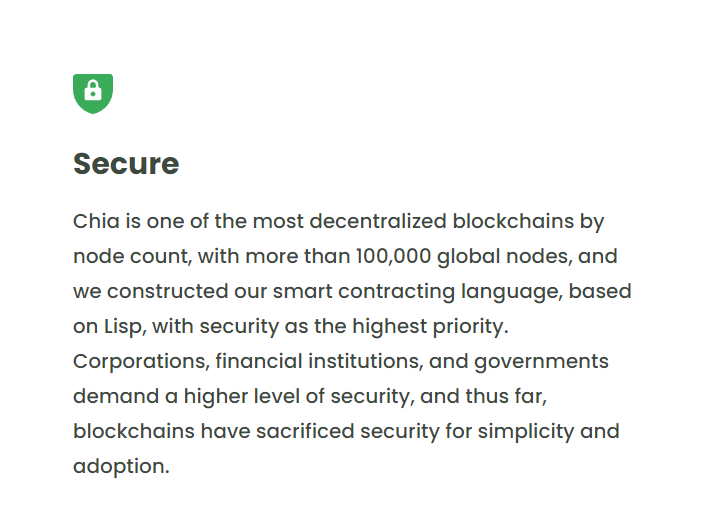 Secure
Chia is one of the most decentralized blockchains by
node count, with more than 100,000 global nodes, and
we constructed our smart contracting language, based
on Lisp, with security as the highest priority.
Corporations, financial institutions, and governments
demand a higher level of security, and thus far,
blockchains have sacrificed security for simplicity and
adoption.